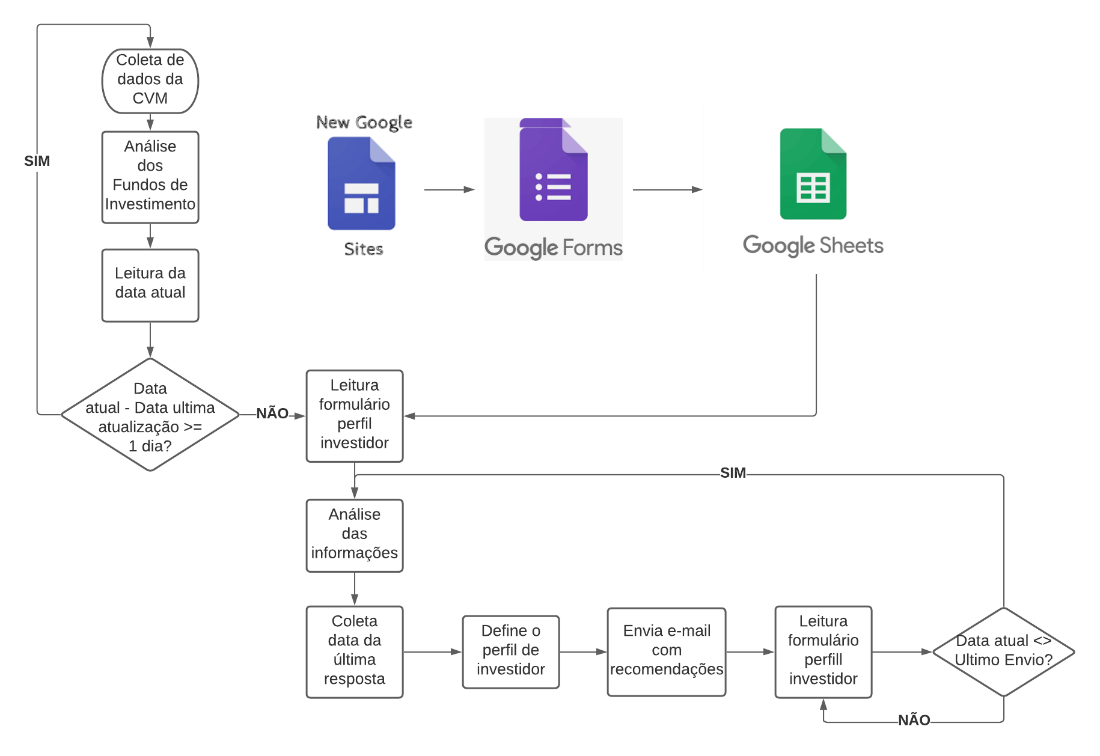 Coleta de
dados da
CVM
SIM
Análise
dos
Fundos de
Investimento
Leitura da
data atual
Data
atual - Data ultima
atualização >=
1 dia?
NÃO
New Google
Sites
Google Forms
Google Sheets
Leitura
formulário
perfil
investidor
SIM
Análise
das
informações
Coleta
data da
última
resposta
Define o
perfil de
investidor
Envia e-mail
com
recomendações
Leitura
formulário
perfill
investidor
Data atual <>
Ultimo Envio?
NÃO